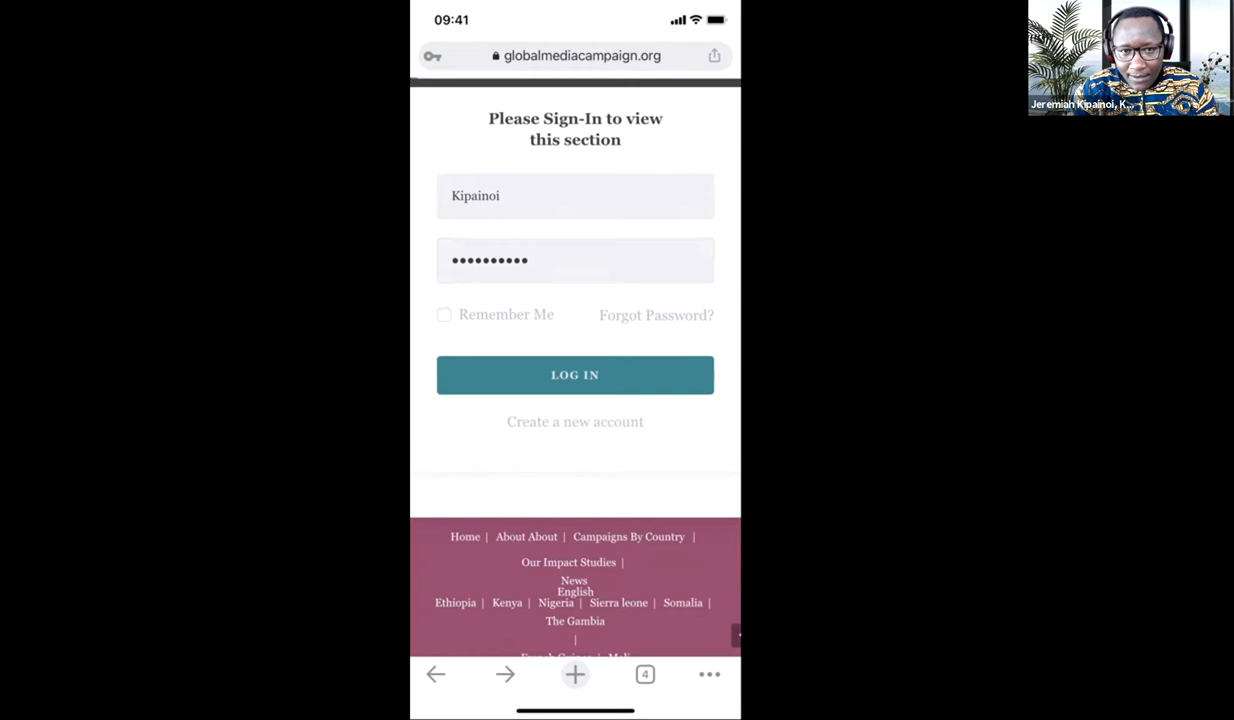 09:41
globalmediacampaign.org
Jeremiah Kipainoi, K...
Please Sign-In to view
this section
Kipainoi
••••••••••
Remember Me
Forgot Password?
LOG IN
Create a new account
Home | About About | Campaigns By Country |
Our Impact Studies |
News
English
Ethiopia | Kenya | Nigeria | Sierra leone | Somalia |
The Gambia
|
4